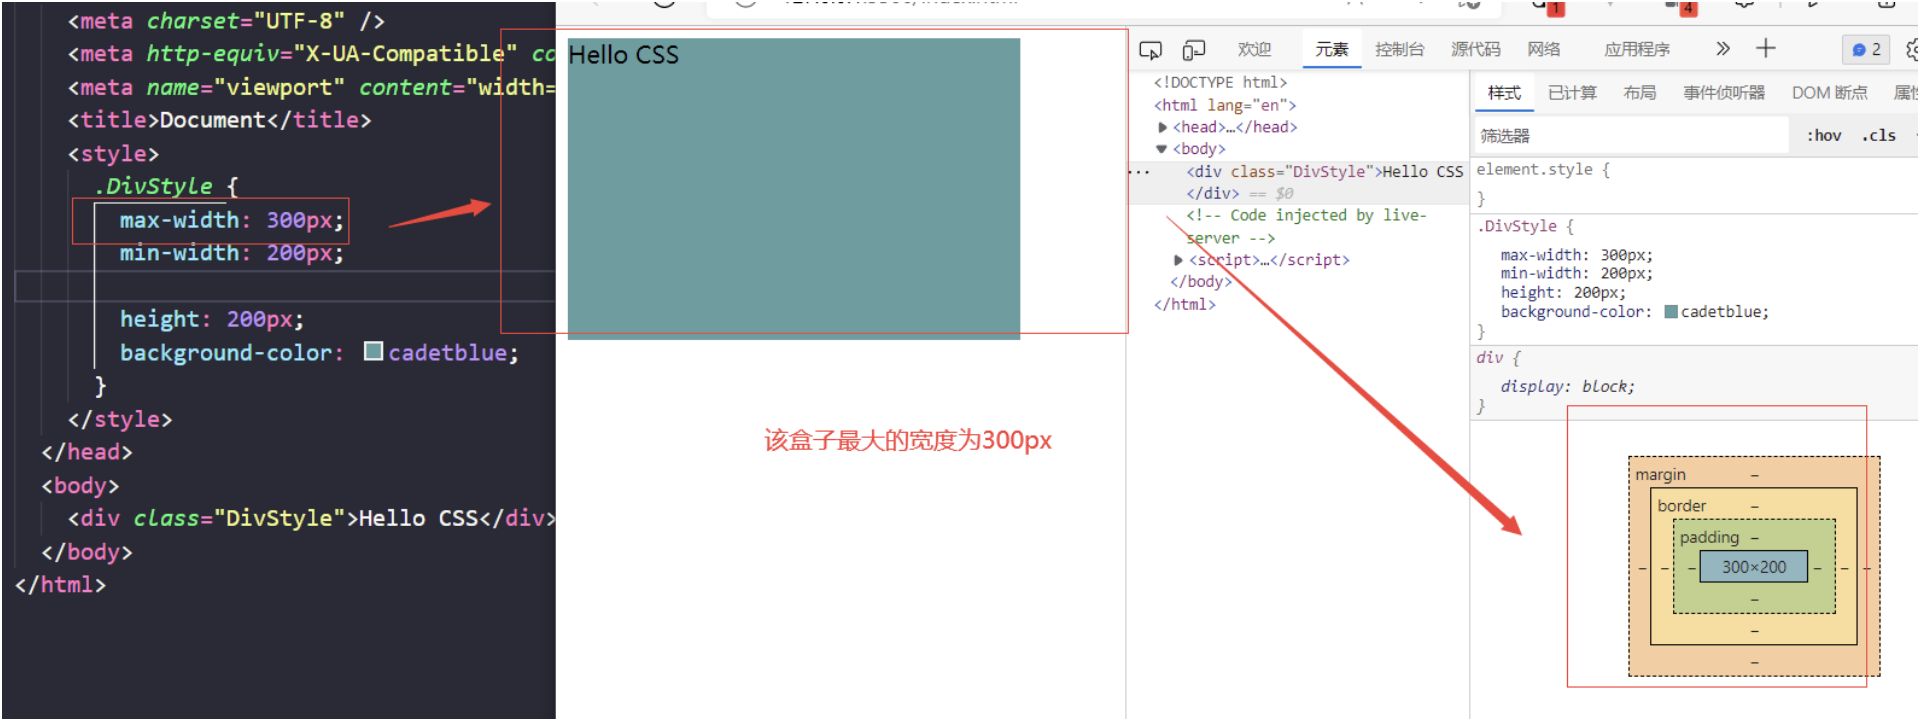 <meta charset="UTF-8" />
<meta http-equiv="X-UA-Compatible" co
<meta name="viewport" content="width=
<title>Document</title>
<style>
.DivStyle {
max-width: 300px;
min-width: 200px;
height: 200px;
background-color: cadetblue;
}
</style>
</head>
<body>
<div class="DivStyle">Hello CSS</div>
</body>
</html>
Hello CSS
该盒子最大的宽度为300px
1
4
欢迎 元素 控制台 源代码 网络 应用程序 » + 2
<!DOCTYPE html>
<html lang="en">
▶ <head>…</head>
▼ <body>
··· <div class="DivStyle">Hello CSS
</div> == $0
<!-- Code injected by live-
server -->
▶ <script>…</script>
</body>
</html>
样式 已计算 布局 事件侦听器 DOM 断点
筛选器 :hov .cls
element.style {
}
.DivStyle {
max-width: 300px;
min-width: 200px;
height: 200px;
background-color: cadetblue;
}
div {
display: block;
}
margin –
border –
padding –
– – – 300×200 – – –
–
–
–